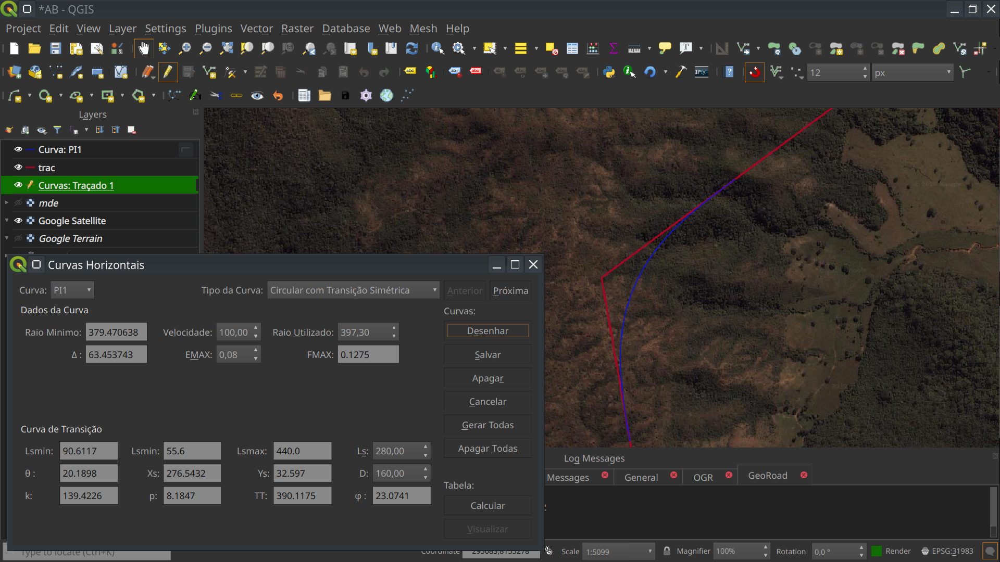 *AB - QGIS
Project Edit View Layer Settings Plugins Vector Raster Database Web Mesh Help
12 px
Layers
Curva: PI1
trac
Curvas: Traçado 1
mde
Google Satellite
Google Terrain
Curvas Horizontais
Curva: PI1 Tipo da Curva: Circular com Transição Simétrica Anterior Próxima
Dados da Curva Curvas:
Raio Minimo: 379.470638 Velocidade: 100,00 Raio Utilizado: 397,30 Desenhar
Δ : 63.453743 EMAX: 0,08 FMAX: 0.1275 Salvar
Apagar
Cancelar
Curva de Transição Gerar Todas
Lsmin: 90.6117 Lsmin: 55.6 Lsmax: 440.0 Ls: 280,00 Apagar Todas
θ : 20.1898 Xs: 276.5432 Ys: 32.597 D: 160,00
k: 139.4226 p: 8.1847 TT: 390.1175 φ : 23.0741 Tabela:
Calcular
Visualizar
Log Messages
Messages General OGR GeoRoad
Type to locate (Ctrl+K) Coordinate Scale 1:5099 Magnifier 100% Rotation 0,0 ° Render EPSG:31983